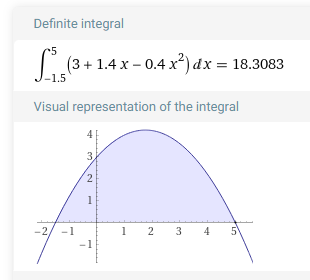 Definite integral
∫_{-1.5}^{5} (3 + 1.4 x − 0.4 x²) dx = 18.3083
Visual representation of the integral
4
3
2
1
-2 -1 1 2 3 4 5
-1